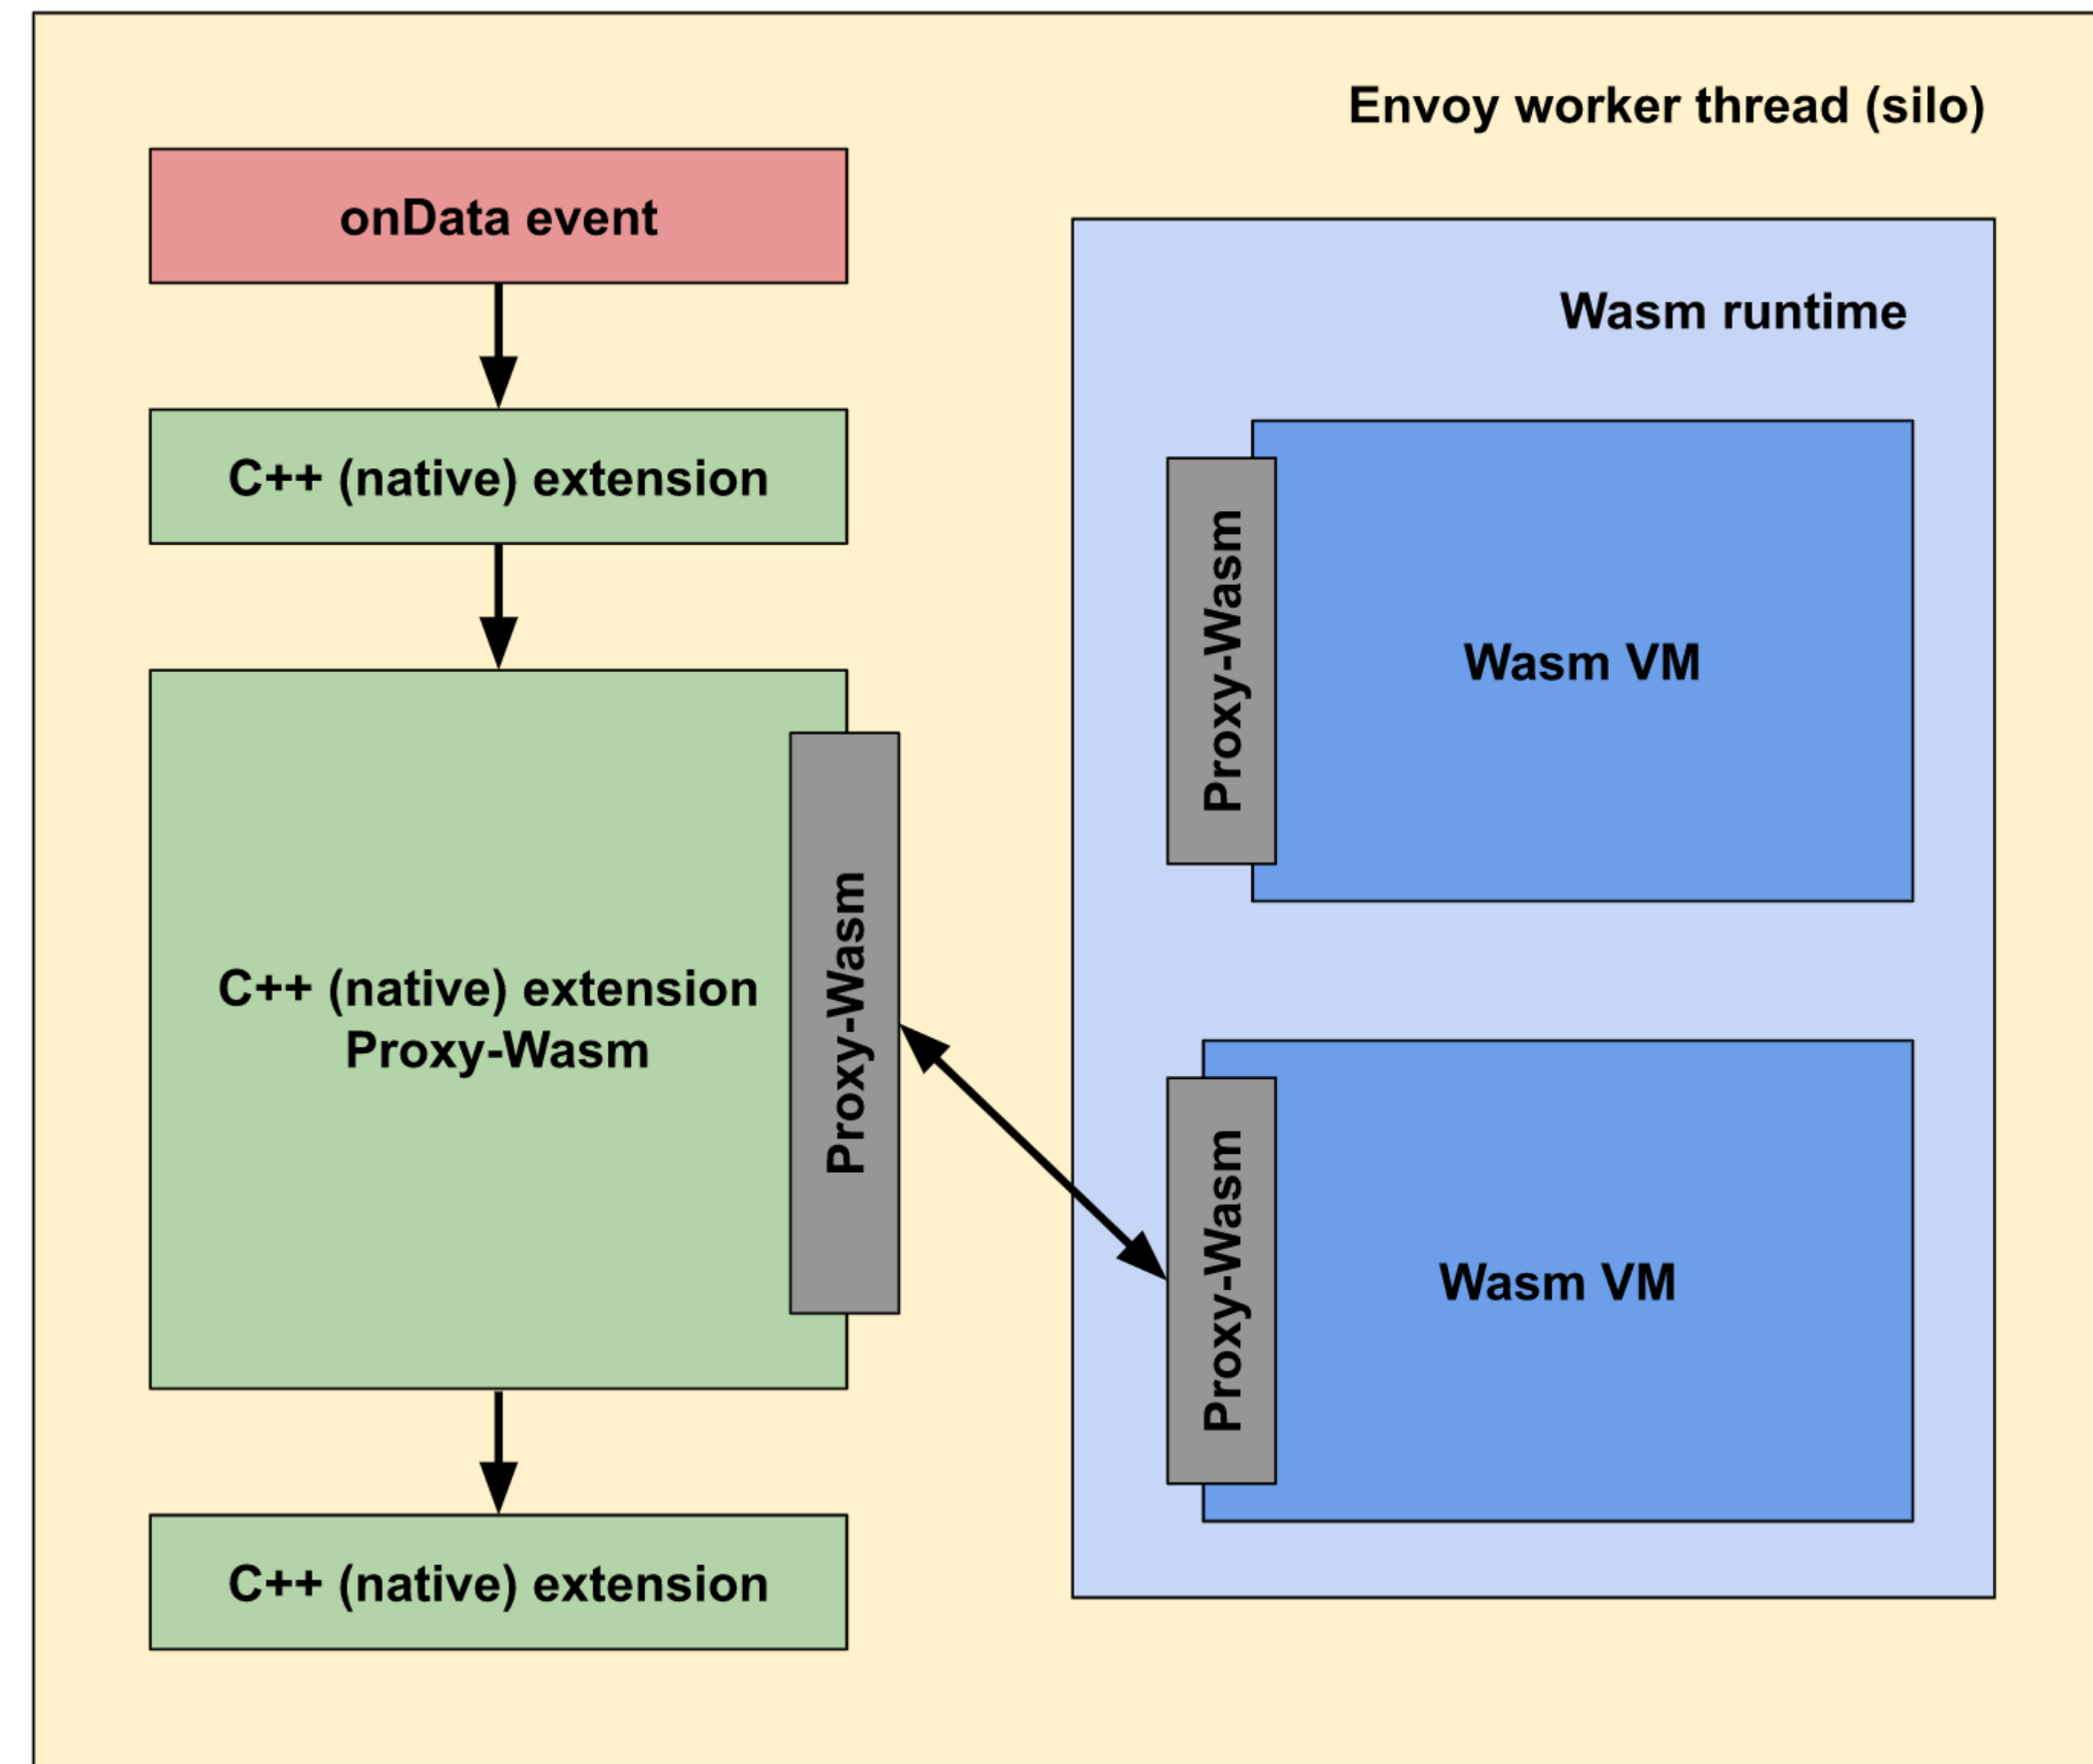 Envoy worker thread (silo)
onData event
C++ (native) extension
C++ (native) extension
Proxy-Wasm
Proxy-Wasm
C++ (native) extension
Wasm runtime
Proxy-Wasm
Wasm VM
Proxy-Wasm
Wasm VM